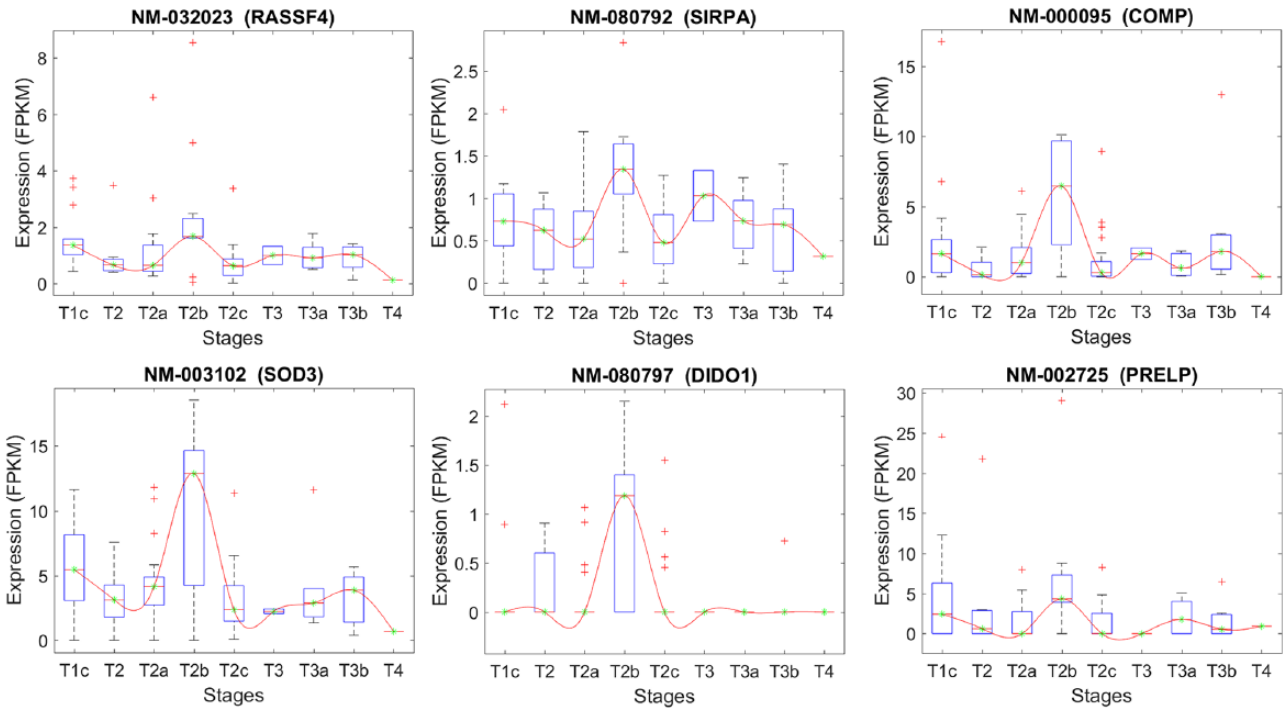 NM-032023 (RASSF4)
Expression (FPKM)
8
6
4
2
0
T1c T2 T2a T2b T2c T3 T3a T3b T4
Stages
NM-080792 (SIRPA)
Expression (FPKM)
2.5
2
1.5
1
0.5
0
T1c T2 T2a T2b T2c T3 T3a T3b T4
Stages
NM-000095 (COMP)
Expression (FPKM)
15
10
5
0
T1c T2 T2a T2b T2c T3 T3a T3b T4
Stages
NM-003102 (SOD3)
Expression (FPKM)
15
10
5
0
T1c T2 T2a T2b T2c T3 T3a T3b T4
Stages
NM-080797 (DIDO1)
Expression (FPKM)
2
1.5
1
0.5
0
T1c T2 T2a T2b T2c T3 T3a T3b T4
Stages
NM-002725 (PRELP)
Expression (FPKM)
30
25
20
15
10
5
0
T1c T2 T2a T2b T2c T3 T3a T3b T4
Stages